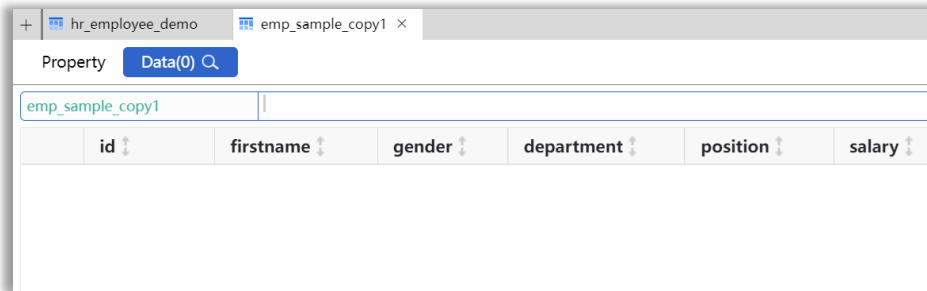 + hr_employee_demo emp_sample_copy1 ×
Property Data(0)
emp_sample_copy1
id firstname gender department position salary